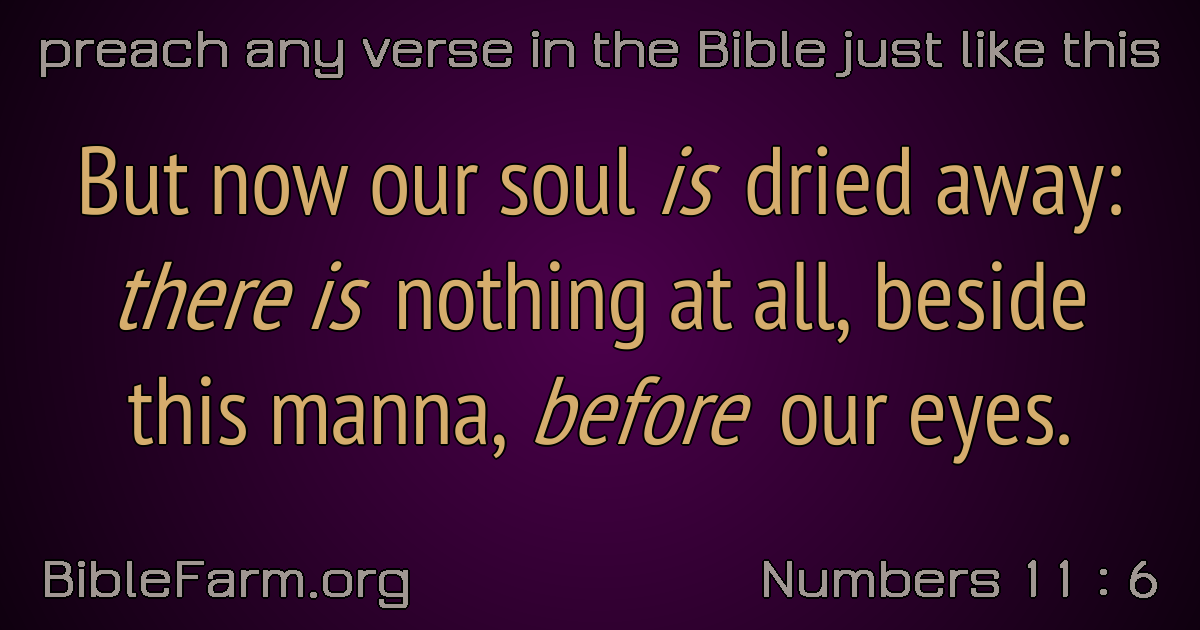 preach any verse in the Bible just like this
But now our soul is dried away:
there is nothing at all, beside
this manna, before our eyes.
BibleFarm.org
Numbers 11 : 6